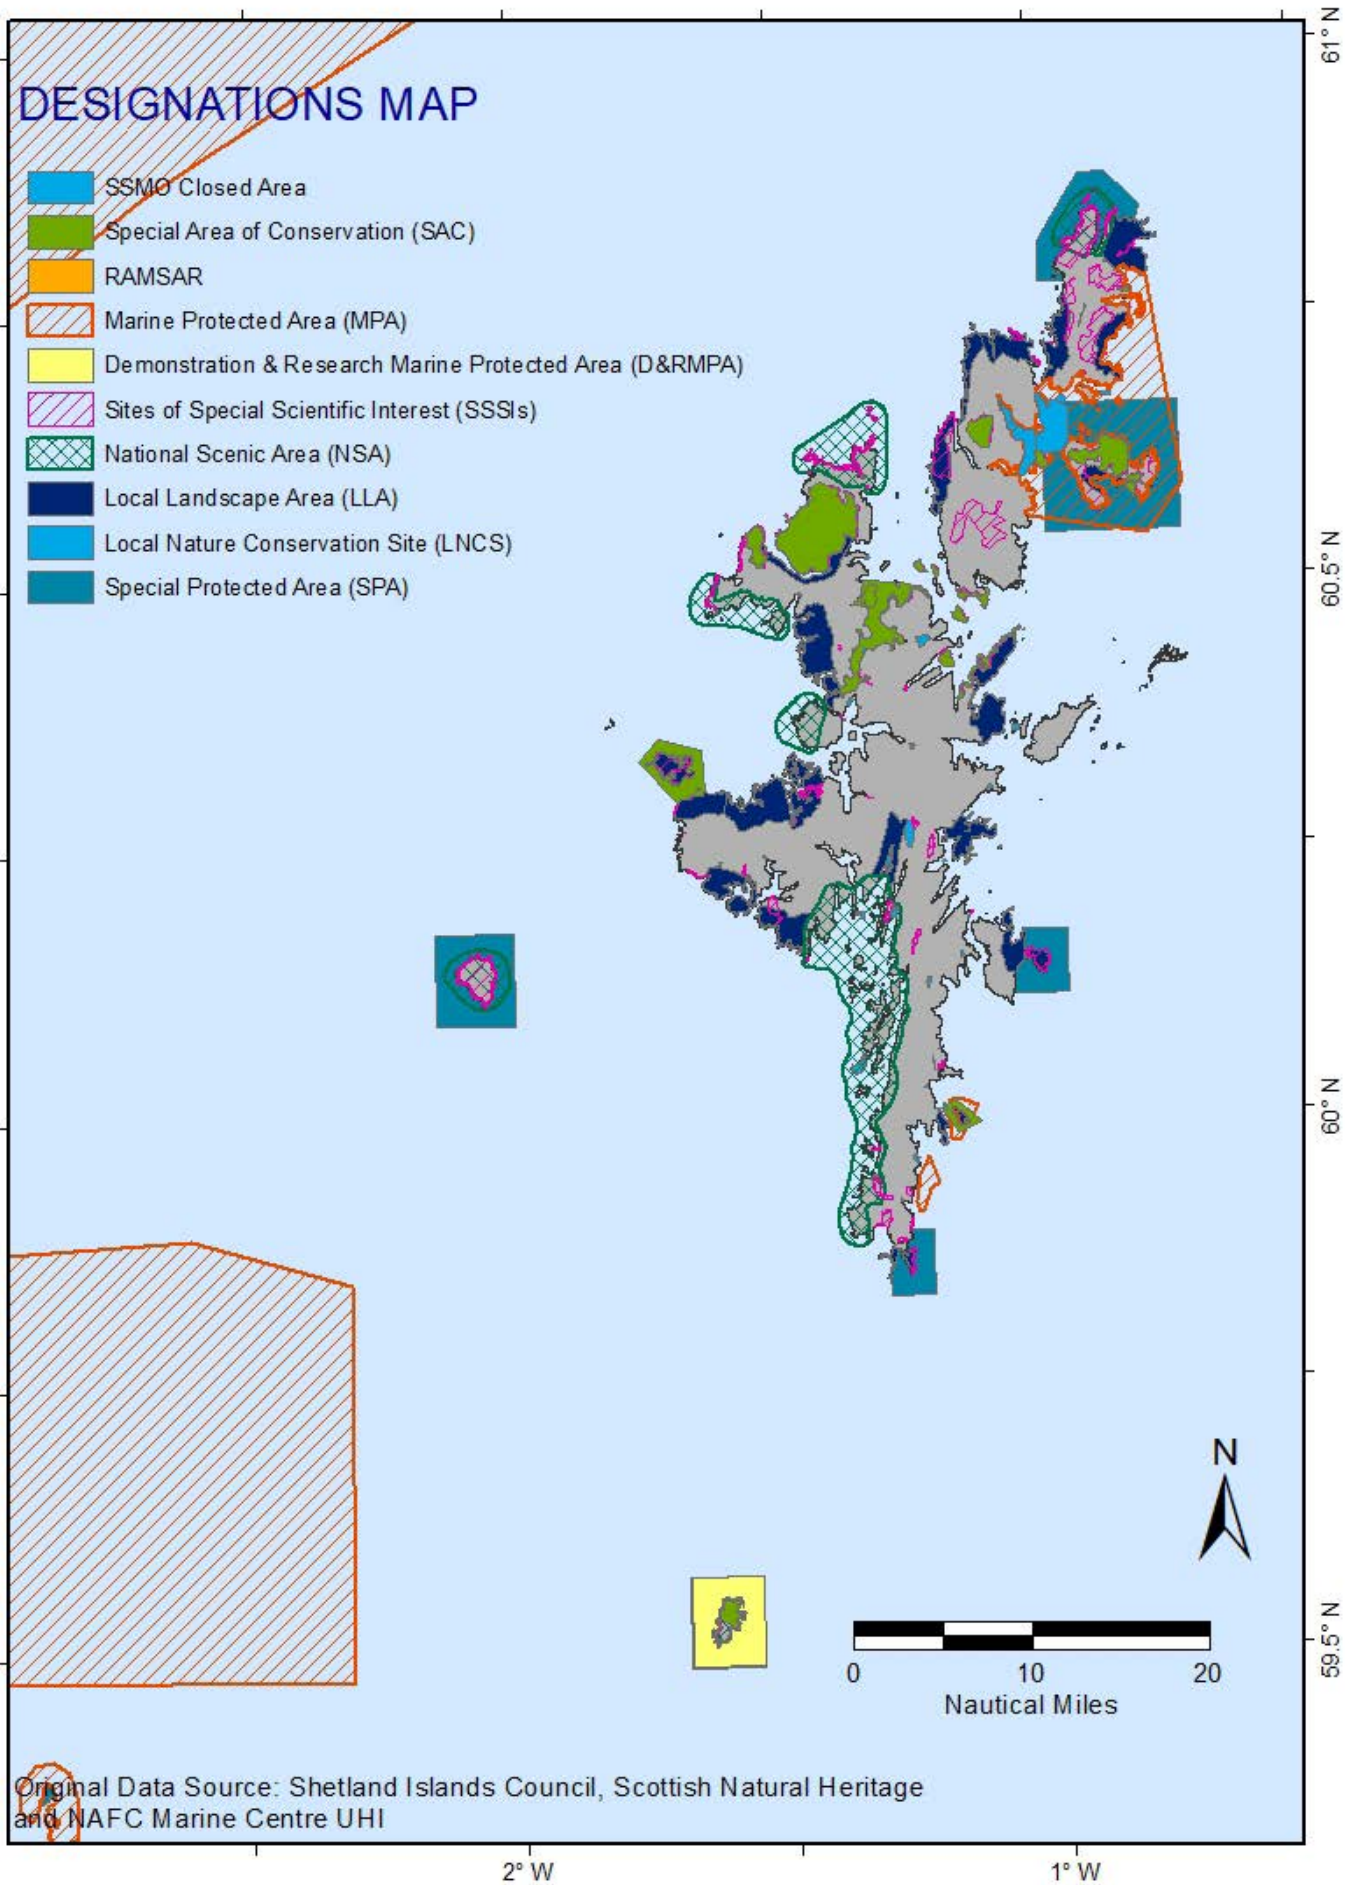 61° N
DESIGNATIONS MAP
SSMO Closed Area
Special Area of Conservation (SAC)
RAMSAR
Marine Protected Area (MPA)
Demonstration & Research Marine Protected Area (D&RMPA)
Sites of Special Scientific Interest (SSSIs)
National Scenic Area (NSA)
Local Landscape Area (LLA)
Local Nature Conservation Site (LNCS)
Special Protected Area (SPA)
60.5° N
60° N
N
59.5° N
0 10 20
Nautical Miles
Original Data Source: Shetland Islands Council, Scottish Natural Heritage
and NAFC Marine Centre UHI
2° W 1° W